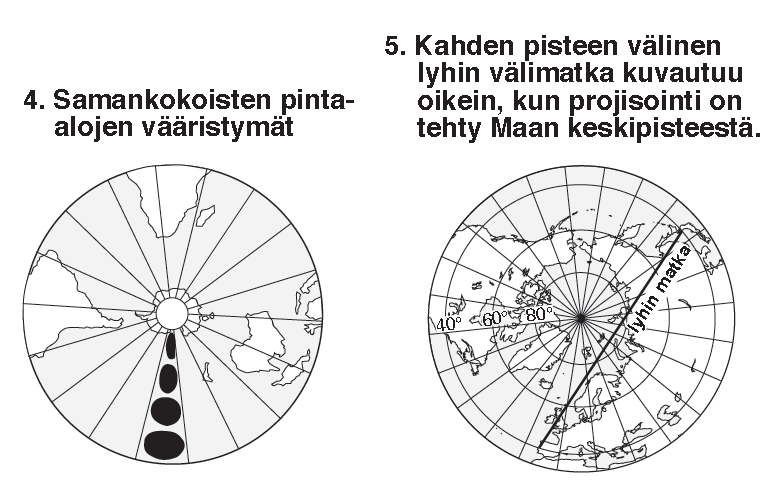 4. Samankokoisten pinta-
alojen vääristymät
5. Kahden pisteen välinen
lyhin välimatka kuvautuu
oikein, kun projisointi on
tehty Maan keskipisteestä.
40° 60° 80°
lyhin matka